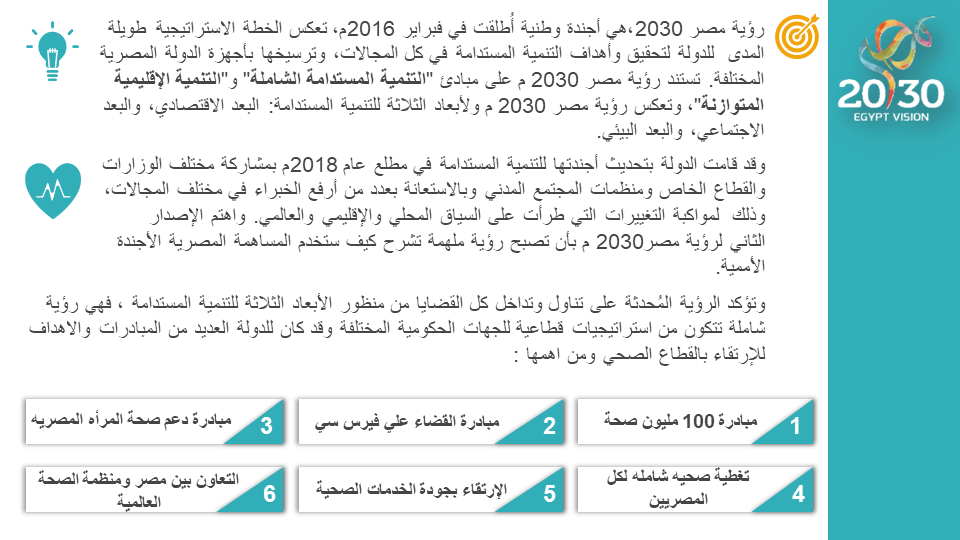 رؤية مصر 2030،هي أجندة وطنية أُطلقت في فبراير 2016م، تعكس الخطة الاستراتيجية طويلة
المدى للدولة لتحقيق وأهداف التنمية المستدامة في كل المجالات، وترسيخها بأجهزة الدولة المصرية
المختلفة. تستند رؤية مصر 2030 م على مبادئ "التنمية المستدامة الشاملة" و"التنمية الإقليمية
المتوازنة"، وتعكس رؤية مصر 2030 م ولأبعاد الثلاثة للتنمية المستدامة: البعد الاقتصادي، والبعد
الاجتماعي، والبعد البيئي.
وقد قامت الدولة بتحديث أجندتها للتنمية المستدامة في مطلع عام 2018م بمشاركة مختلف الوزارات
والقطاع الخاص ومنظمات المجتمع المدني وبالاستعانة بعدد من أرفع الخبراء في مختلف المجالات،
وذلك لمواكبة التغييرات التي طرأت على السياق المحلي والإقليمي والعالمي. واهتم الإصدار
الثاني لرؤية مصر2030 م بأن تصبح رؤية ملهمة تشرح كيف ستخدم المساهمة المصرية الأجندة
الأممية.
وتؤكد الرؤية المُحدثة على تناول وتداخل كل القضايا من منظور الأبعاد الثلاثة للتنمية المستدامة ، فهي رؤية
شاملة تتكون من استراتيجيات قطاعية للجهات الحكومية المختلفة وقد كان للدولة العديد من المبادرات والاهداف
للإرتقاء بالقطاع الصحي ومن اهمها :
1 مبادرة 100 مليون صحة
2 مبادرة القضاء علي فيرس سي
3 مبادرة دعم صحة المرأه المصريه
4 تغطية صحيه شامله لكل
المصريين
5 الإرتقاء بجودة الخدمات الصحية
6 التعاون بين مصر ومنظمة الصحة
العالمية
2030
EGYPT VISION